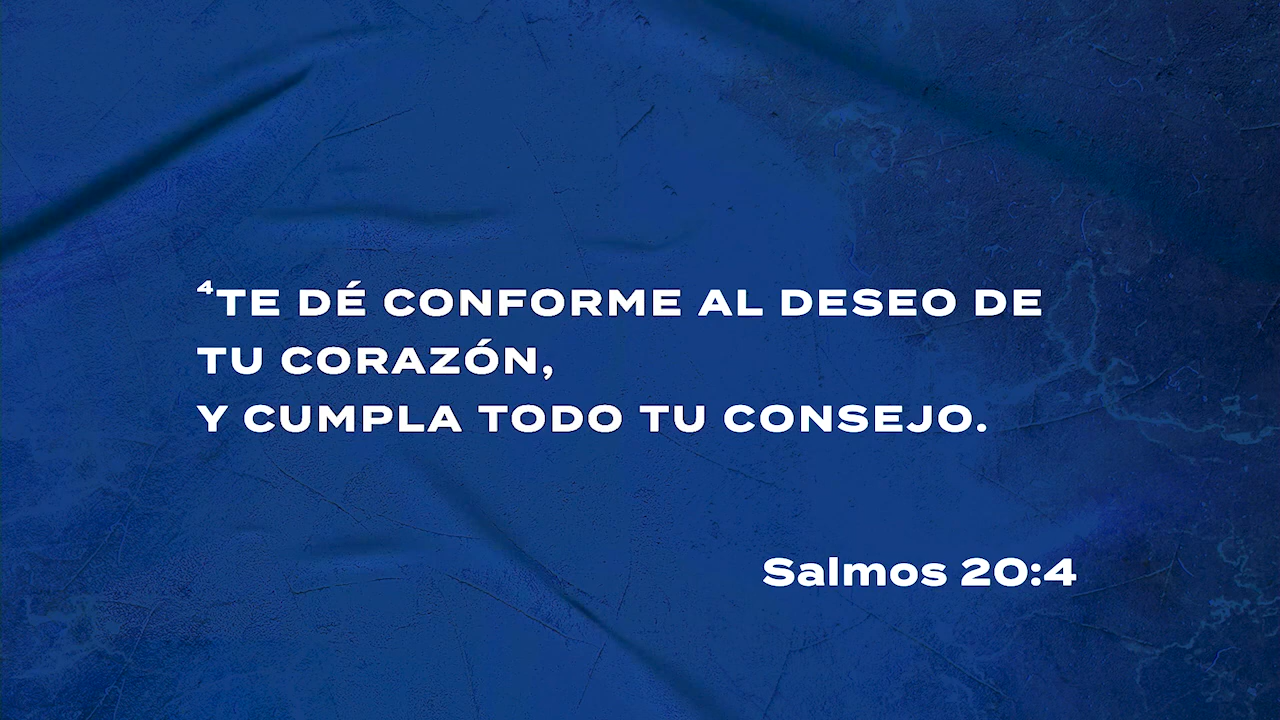 ⁴TE DÉ CONFORME AL DESEO DE
TU CORAZÓN,
Y CUMPLA TODO TU CONSEJO.
Salmos 20:4